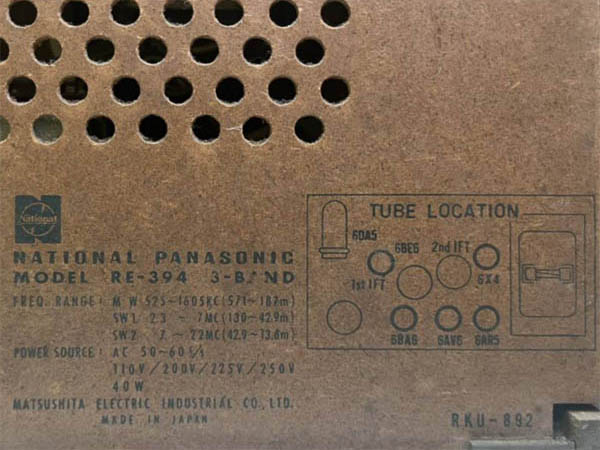 National
NATIONAL PANASONIC
MODEL RE-394 3-BAND
FREQ. RANGE: MW 525-1605KC (571-187m)
SW1 2.3 - 7MC (130-42.9m)
SW2 7 - 22MC (42.9-13.6m)
POWER SOURCE: AC 50-60
110V/200V/225V/250V
40W
MATSUSHITA ELECTRIC INDUSTRIAL CO., LTD.
MADE IN JAPAN
TUBE LOCATION
6DA5
6BE6
2nd IFT
1st IFT
6X4
6BA6 6AV6 6AR5
RKU-892